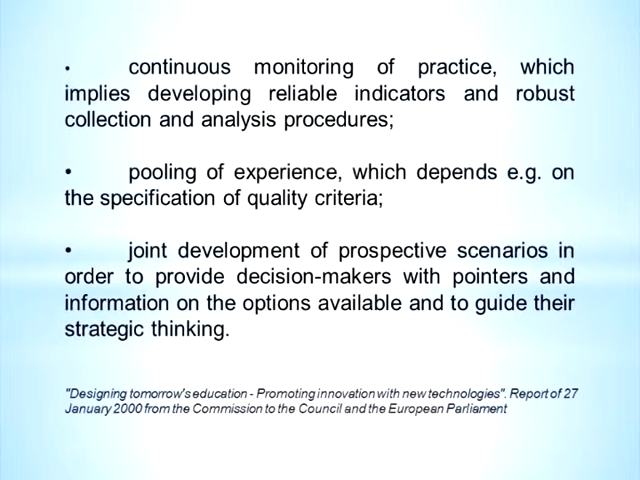 • continuous monitoring of practice, which
implies developing reliable indicators and robust
collection and analysis procedures;
• pooling of experience, which depends e.g. on
the specification of quality criteria;
• joint development of prospective scenarios in
order to provide decision-makers with pointers and
information on the options available and to guide their
strategic thinking.
"Designing tomorrow's education - Promoting innovation with new technologies". Report of 27
January 2000 from the Commission to the Council and the European Parliament